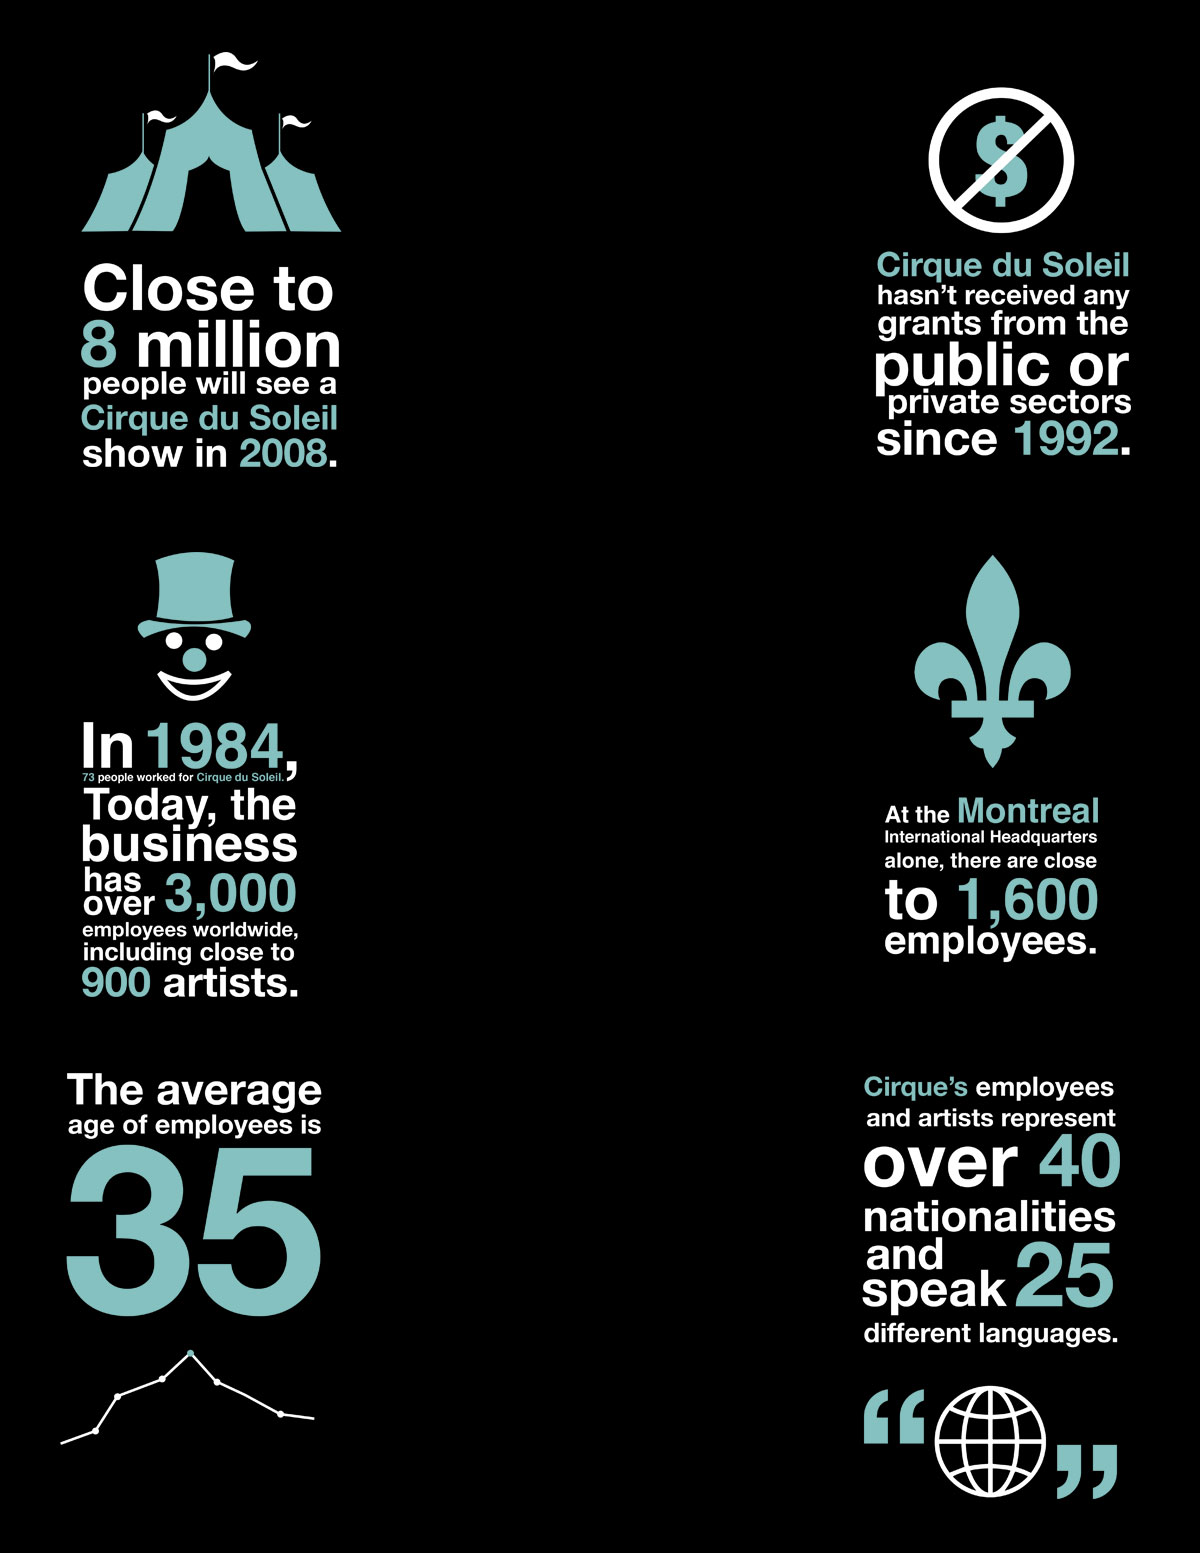 Close to
8 million
people will see a
Cirque du Soleil
show in 2008.
$
Cirque du Soleil
hasn't received any
grants from the
public or
private sectors
since 1992.
In 1984,
73 people worked for Cirque du Soleil.
Today, the
business
has
over 3,000
employees worldwide,
including close to
900 artists.
At the Montreal
International Headquarters
alone, there are close
to 1,600
employees.
The average
age of employees is
35
Cirque's employees
and artists represent
over 40
nationalities
and
speak 25
different languages.
“ ”